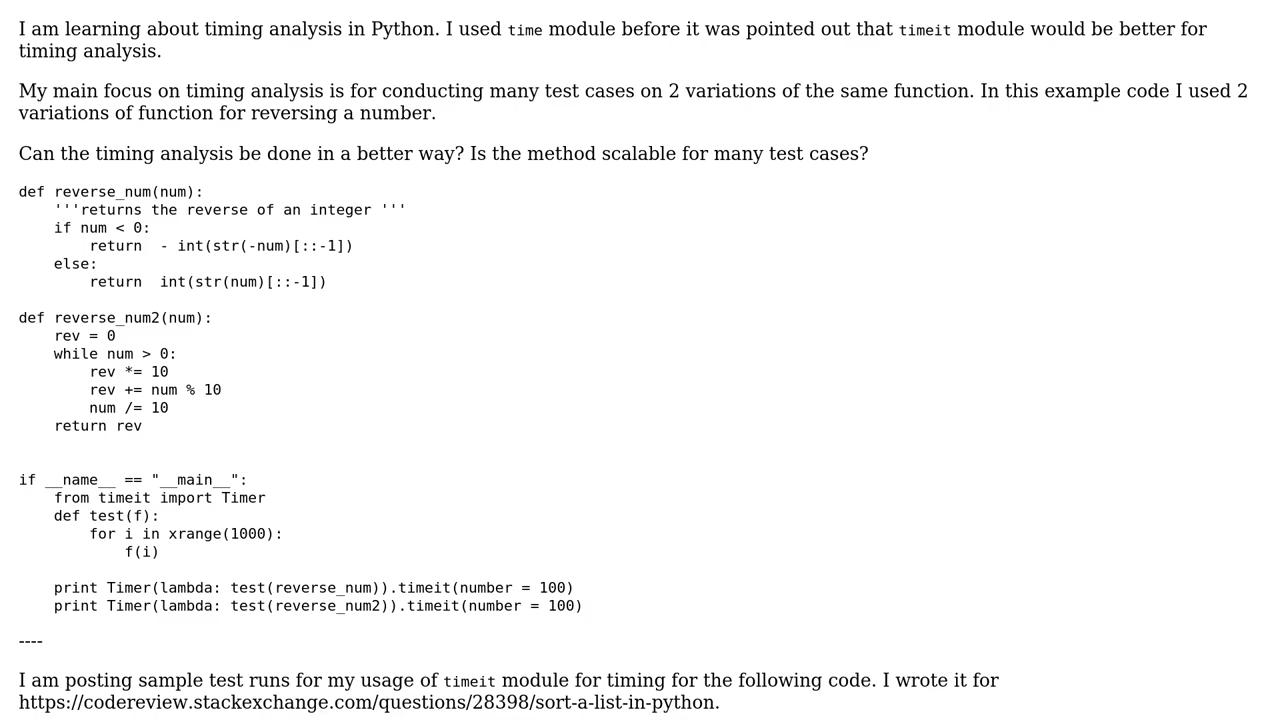 I am learning about timing analysis in Python. I used time module before it was pointed out that timeit module would be better for
timing analysis.
My main focus on timing analysis is for conducting many test cases on 2 variations of the same function. In this example code I used 2
variations of function for reversing a number.
Can the timing analysis be done in a better way? Is the method scalable for many test cases?
def reverse_num(num):
    '''returns the reverse of an integer '''
    if num < 0:
        return  - int(str(-num)[::-1])
    else:
        return  int(str(num)[::-1])
def reverse_num2(num):
    rev = 0
    while num > 0:
        rev *= 10
        rev += num % 10
        num /= 10
    return rev
if __name__ == "__main__":
    from timeit import Timer
    def test(f):
        for i in xrange(1000):
            f(i)
    print Timer(lambda: test(reverse_num)).timeit(number = 100)
    print Timer(lambda: test(reverse_num2)).timeit(number = 100)
----
I am posting sample test runs for my usage of timeit module for timing for the following code. I wrote it for
https://codereview.stackexchange.com/questions/28398/sort-a-list-in-python.